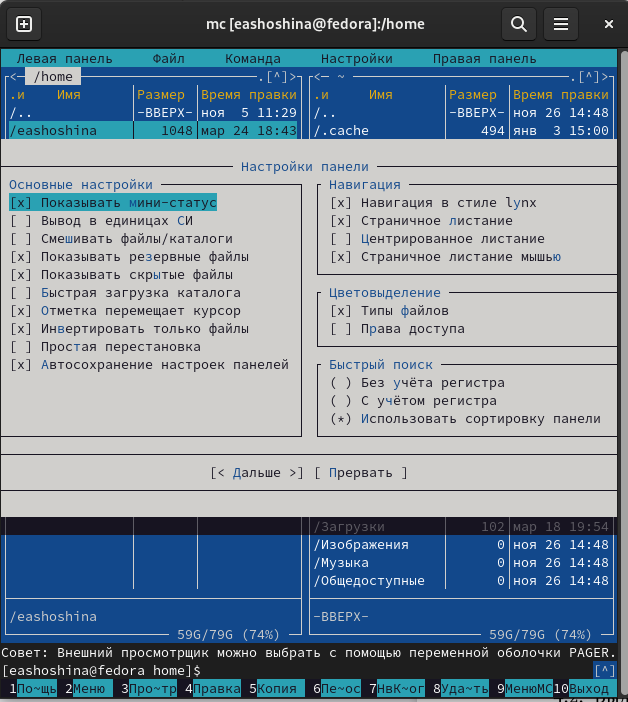 mc [eashoshina@fedora]:/home
Левая панель Файл Команда Настройки Правая панель
<— /home .[^]> <— ~ .[^]>
.и Имя Размер Время правки .и Имя Размер Время правки
/.. -ВВЕРХ- ноя 5 11:29 /.. -ВВЕРХ- ноя 26 14:48
/eashoshina 1048 мар 24 18:43 /.cache 494 янв 3 15:00
Настройки панели
Основные настройки
[x] Показывать мини-статус
[ ] Вывод в единицах СИ
[ ] Смешивать файлы/каталоги
[x] Показывать резервные файлы
[x] Показывать скрытые файлы
[ ] Быстрая загрузка каталога
[x] Отметка перемещает курсор
[x] Инвертировать только файлы
[ ] Простая перестановка
[x] Автосохранение настроек панелей
Навигация
[x] Навигация в стиле lynx
[x] Страничное листание
[ ] Центрированное листание
[x] Страничное листание мышью
Цветовыделение
[x] Типы файлов
[ ] Права доступа
Быстрый поиск
( ) Без учёта регистра
( ) С учётом регистра
(*) Использовать сортировку панели
[< Дальше >] [ Прервать ]
/Загрузки 102 мар 18 19:54
/Изображения 0 ноя 26 14:48
/Музыка 0 ноя 26 14:48
/Общедоступные 0 ноя 26 14:48
/eashoshina -ВВЕРХ-
59G/79G (74%) 59G/79G (74%)
Совет: Внешний просмотрщик можно выбрать с помощью переменной оболочки PAGER.
[eashoshina@fedora home]$ [^]
1По~щь 2Меню 3Про~тр 4Правка 5Копия 6Пе~ос 7НвК~ог 8Уда~ть 9МенюMC 10Выход